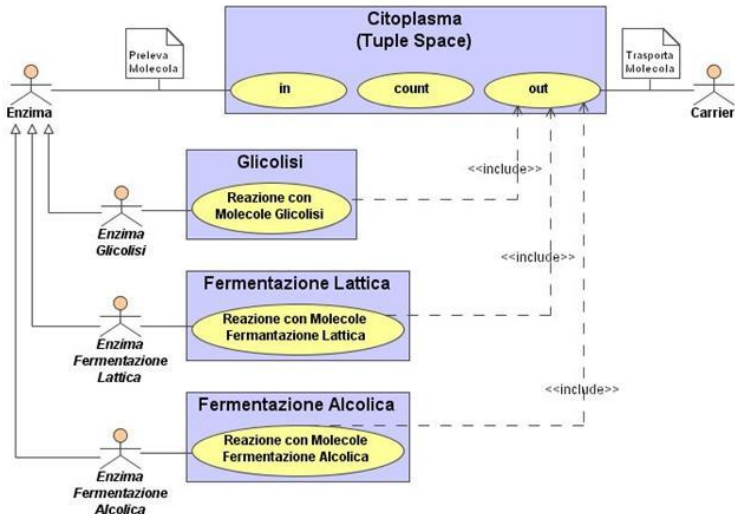 Citoplasma
(Tuple Space)
Preleva
Molecola
Trasporta
Molecola
in
count
out
Enzima
Carrier
Glicolisi
<<include>>
Reazione con
Molecole Glicolisi
Enzima
Glicolisi
<<include>>
Fermentazione Lattica
Reazione con Molecole
Fermantazione Lattica
Enzima
Fermentazione
Lattica
<<include>>
Fermentazione Alcolica
Reazione con Molecole
Fermentazione Alcolica
Enzima
Fermentazione
Alcolica